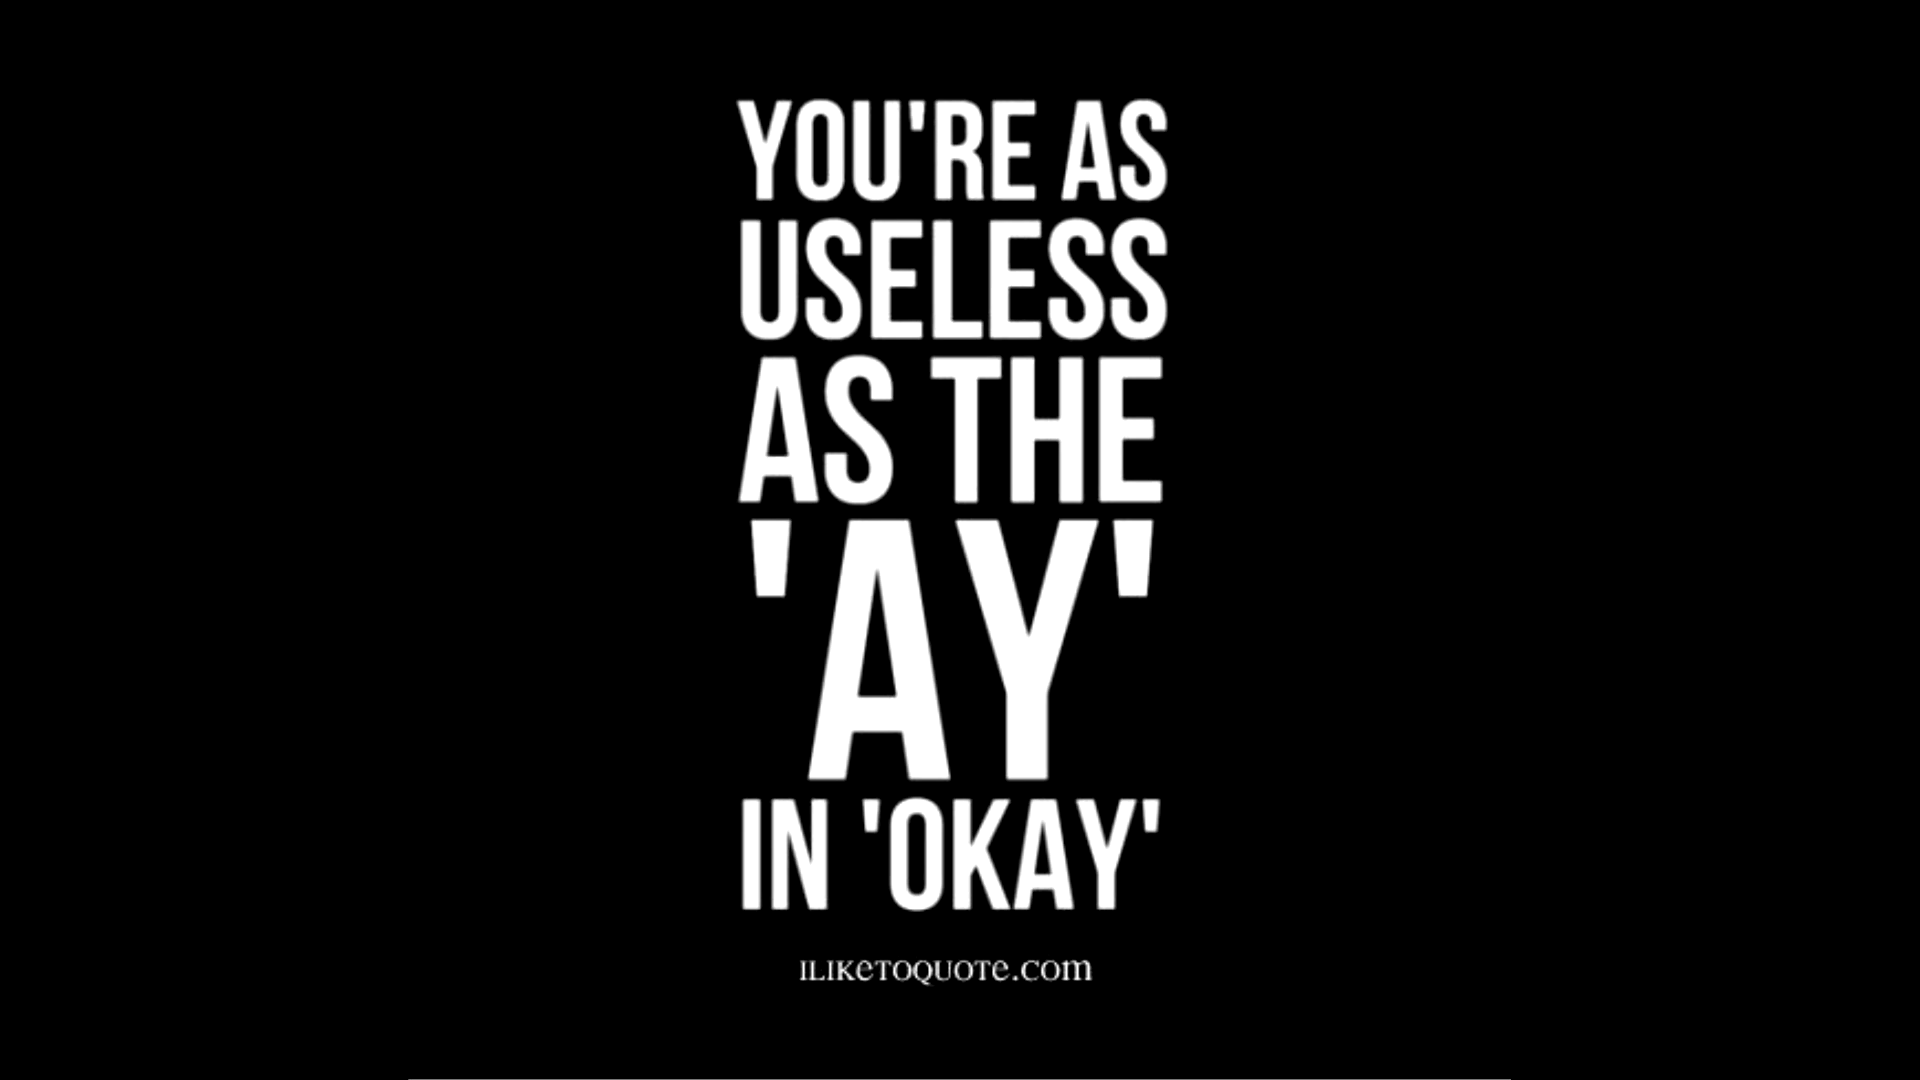 YOU'RE AS
USELESS
AS THE
'AY'
IN 'OKAY'
ILIKETOQUOTE.COM